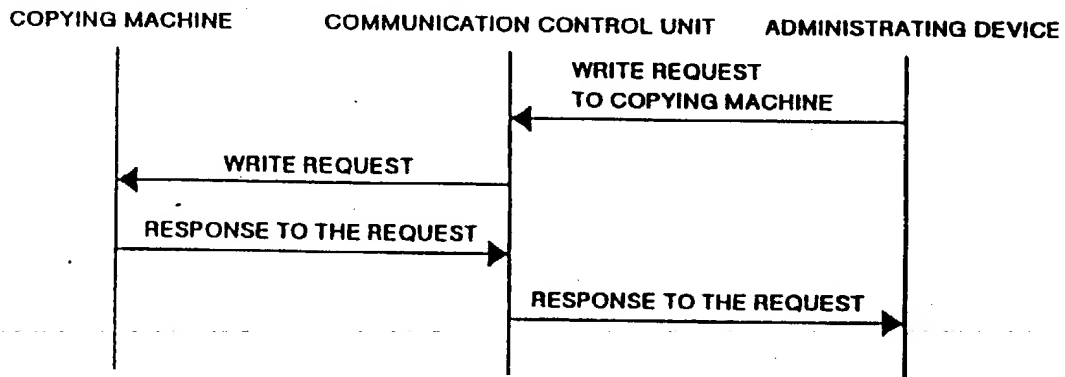 COPYING MACHINE
COMMUNICATION CONTROL UNIT
ADMINISTRATING DEVICE
WRITE REQUEST
TO COPYING MACHINE
WRITE REQUEST
RESPONSE TO THE REQUEST
RESPONSE TO THE REQUEST